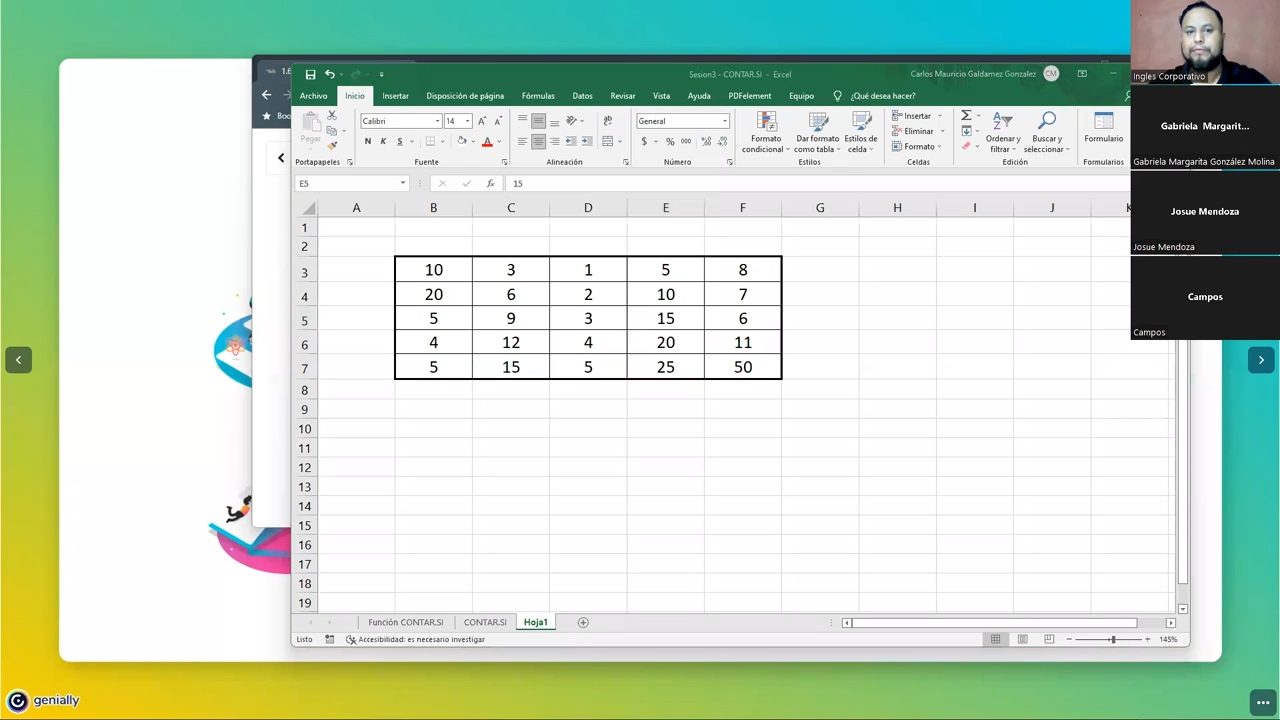 Sesion3 - CONTAR.SI - Excel
Carlos Mauricio Galdamez Gonzalez CM
Archivo Inicio Insertar Disposición de página Fórmulas Datos Revisar Vista Ayuda PDFelement Equipo ¿Qué desea hacer?
Pegar
Calibri 14 A A
N K S A
General
$ % 000
Formato condicional
Dar formato como tabla
Estilos de celda
Insertar
Eliminar
Formato
Ordenar y filtrar
Buscar y seleccionar
Formularios
Portapapeles Fuente Alineación Número Estilos Celdas Edición Formularios
E5 fx 15
A B C D E F G H I J K
1
2
3 10 3 1 5 8
4 20 6 2 10 7
5 5 9 3 15 6
6 4 12 4 20 11
7 5 15 5 25 50
8
9
10
11
12
13
14
15
16
17
18
19
Función CONTAR.SI CONTAR.SI Hoja1
Listo Accesibilidad: es necesario investigar 145%
Ingles Corporativo
Gabriela Margarit...
Gabriela Margarita González Molina
Josue Mendoza
Josue Mendoza
Campos
Campos
genially